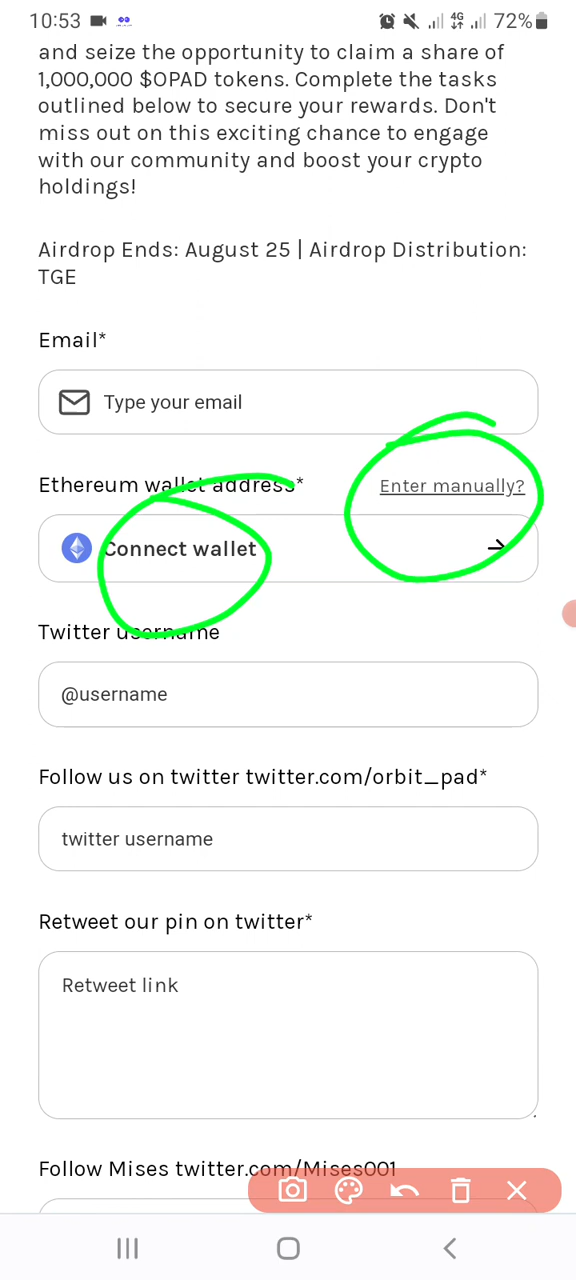 10:53 4G 72%
and seize the opportunity to claim a share of
1,000,000 $OPAD tokens. Complete the tasks
outlined below to secure your rewards. Don't
miss out on this exciting chance to engage
with our community and boost your crypto
holdings!
Airdrop Ends: August 25 | Airdrop Distribution:
TGE
Email*
Type your email
Ethereum wallet address* Enter manually?
Connect wallet
Twitter username
@username
Follow us on twitter twitter.com/orbit_pad*
twitter username
Retweet our pin on twitter*
Retweet link
Follow Mises twitter.com/Mises001